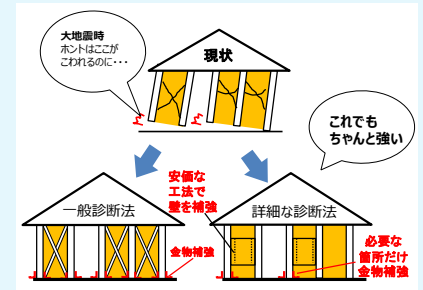 大地震時
ホントはここが
こわれるのに・・・
現状
これでも
ちゃんと強い
安価な
工法で
壁を補強
一般診断法
詳細な診断法
金物補強
必要な
箇所だけ
金物補強